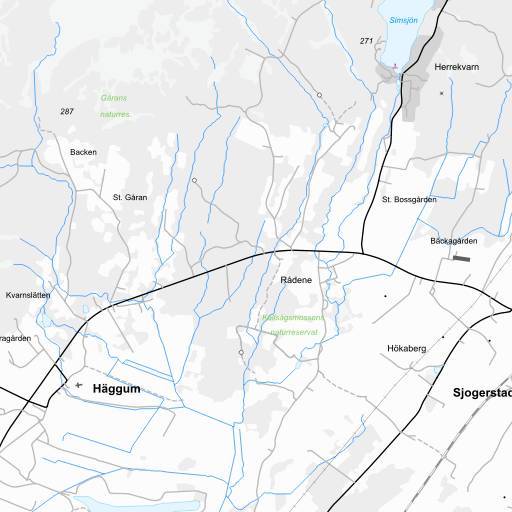 Simsjön
271
Herrekvarn
Gårans
naturres.
287
Backen
St. Gåran
St. Bossgården
Bäckagården
Rådene
Kvarnslätten
Kollsågsmossens
naturreservat
ragården
Hökaberg
Häggum
Sjogerstad